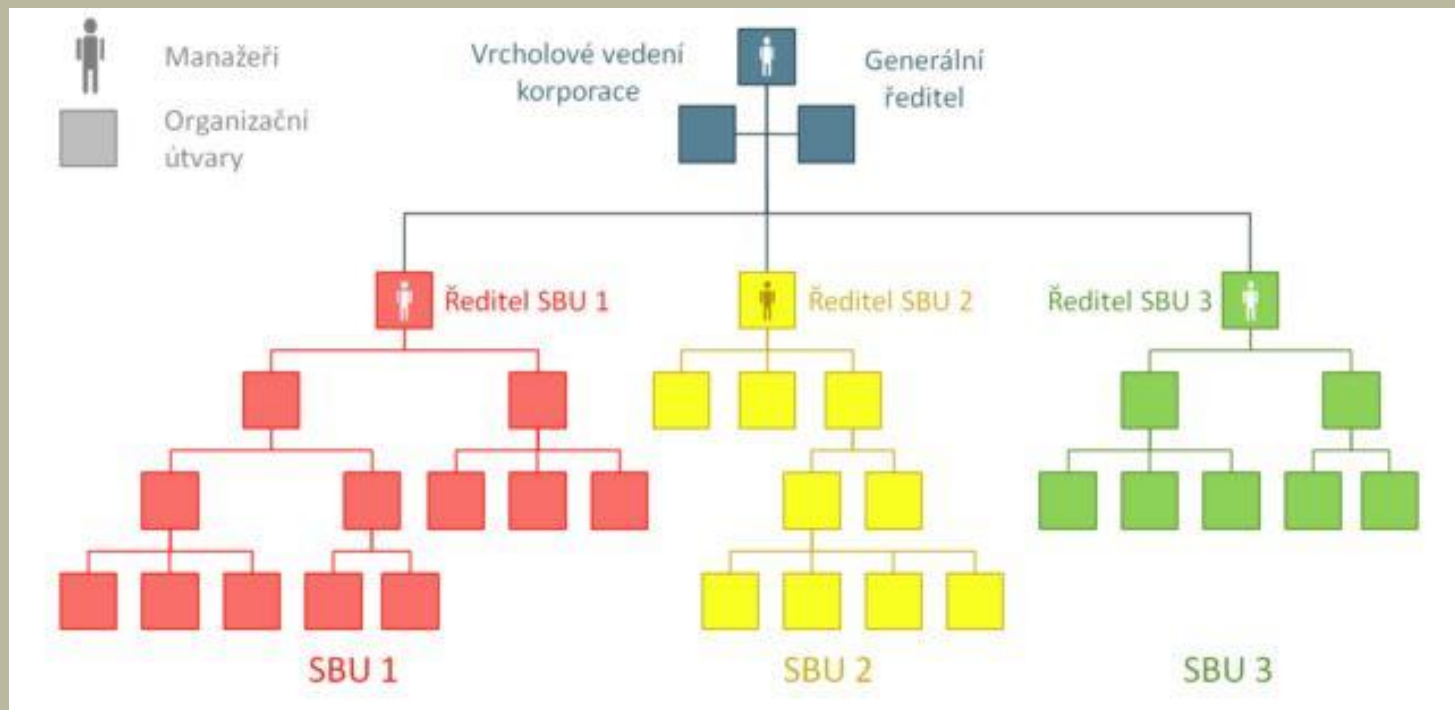 Manažeři
Organizační
útvary
Vrcholové vedení
korporace
Generální
ředitel
Ředitel SBU 1
Ředitel SBU 2
Ředitel SBU 3
SBU 1
SBU 2
SBU 3